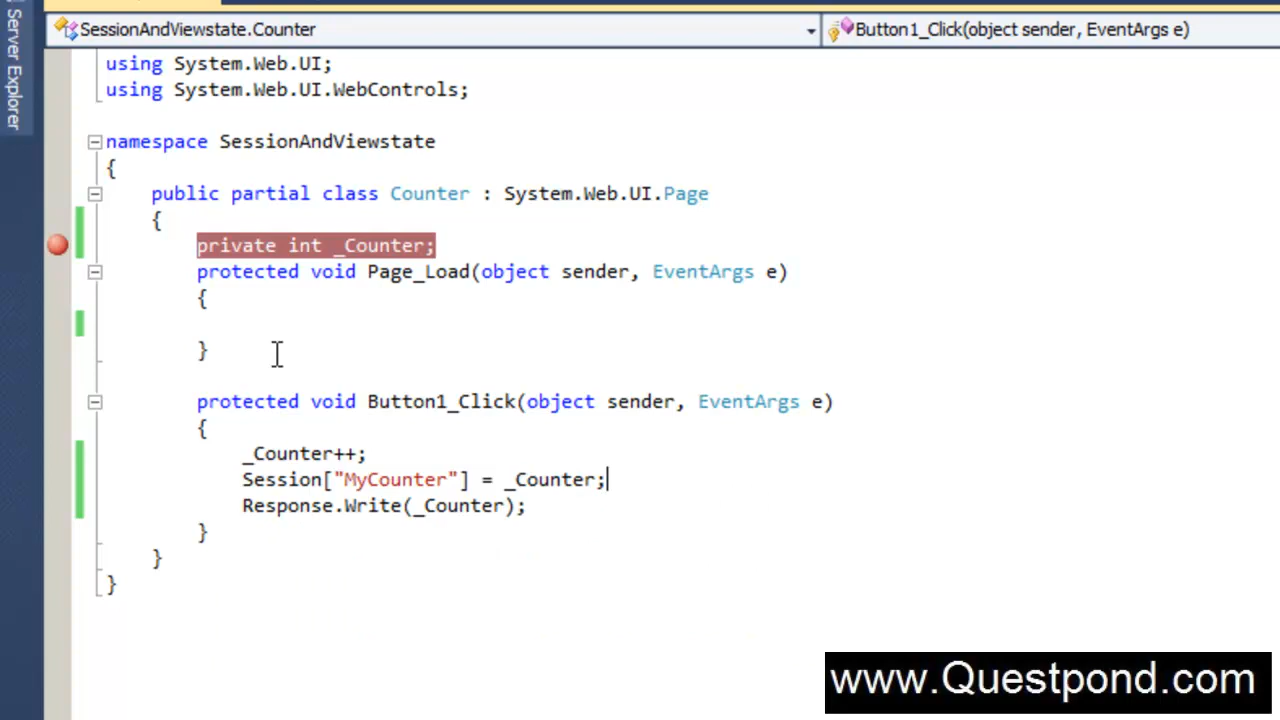 Server Explorer
SessionAndViewstate.Counter
Button1_Click(object sender, EventArgs e)
using System.Web.UI;
using System.Web.UI.WebControls;
namespace SessionAndViewstate
{
public partial class Counter : System.Web.UI.Page
{
private int _Counter;
protected void Page_Load(object sender, EventArgs e)
{
}
protected void Button1_Click(object sender, EventArgs e)
{
_Counter++;
Session["MyCounter"] = _Counter;
Response.Write(_Counter);
}
}
}
www.Questpond.com